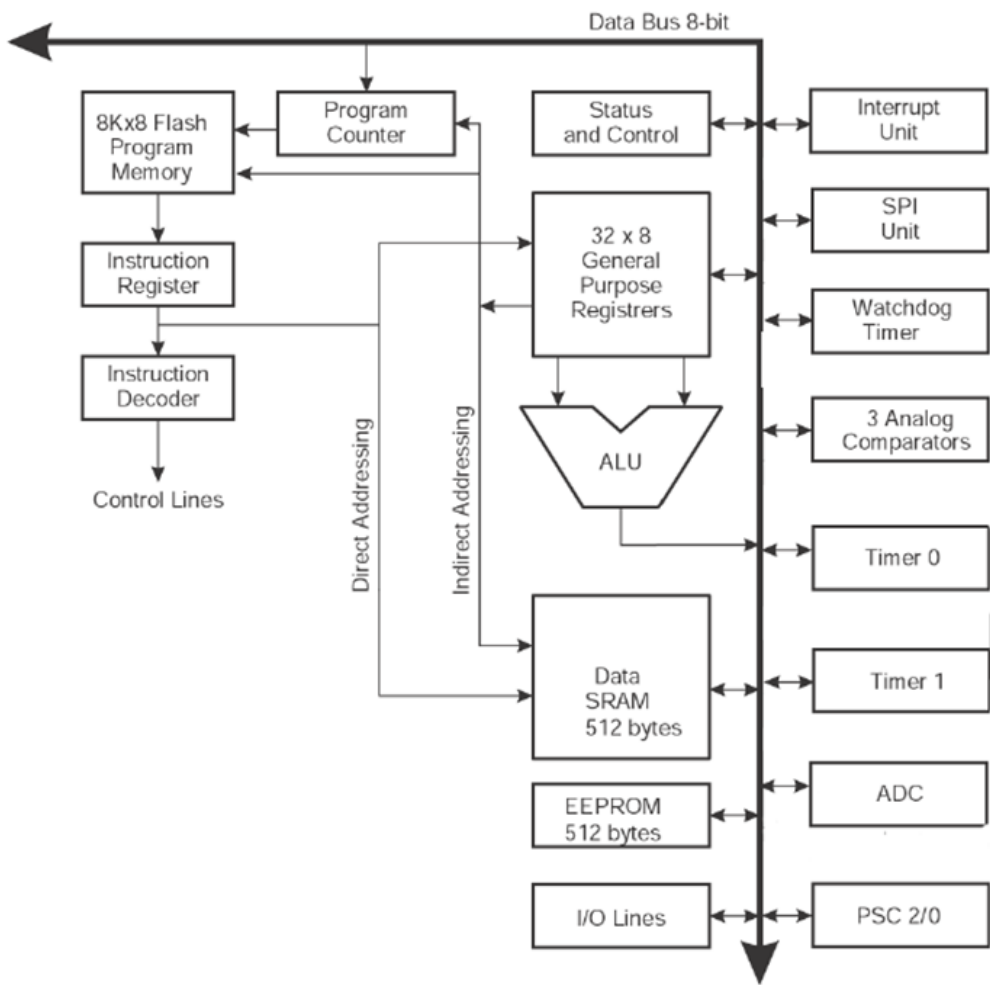 Data Bus 8-bit
8Kx8 Flash
Program
Memory
Program
Counter
Status
and Control
Interrupt
Unit
32 x 8
General
Purpose
Registrers
SPI
Unit
Instruction
Register
Watchdog
Timer
Instruction
Decoder
3 Analog
Comparators
ALU
Control Lines
Direct Addressing
Indirect Addressing
Timer 0
Data
SRAM
512 bytes
Timer 1
EEPROM
512 bytes
ADC
I/O Lines
PSC 2/0